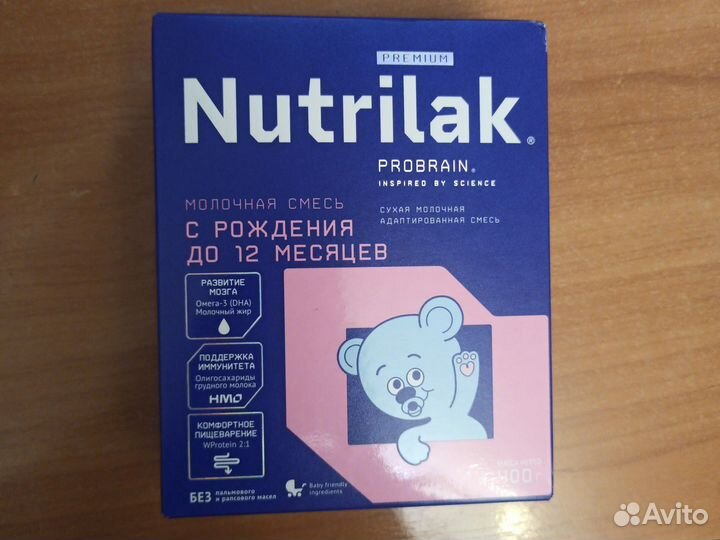 PREMIUM
Nutrilak®
PROBRAIN®
INSPIRED BY SCIENCE
МОЛОЧНАЯ СМЕСЬ
С РОЖДЕНИЯ
ДО 12 МЕСЯЦЕВ
СУХАЯ МОЛОЧНАЯ
АДАПТИРОВАННАЯ СМЕСЬ
РАЗВИТИЕ
МОЗГА
Омега-3 (DHA)
Молочный жир
ПОДДЕРЖКА
ИММУНИТЕТА
Олигосахариды
грудного молока
HMO
КОМФОРТНОЕ
ПИЩЕВАРЕНИЕ
WProtein 2:1
БЕЗ пальмового
и рапсового масел
Baby friendly
ingredients
МАССА НЕТТО
г
Avito